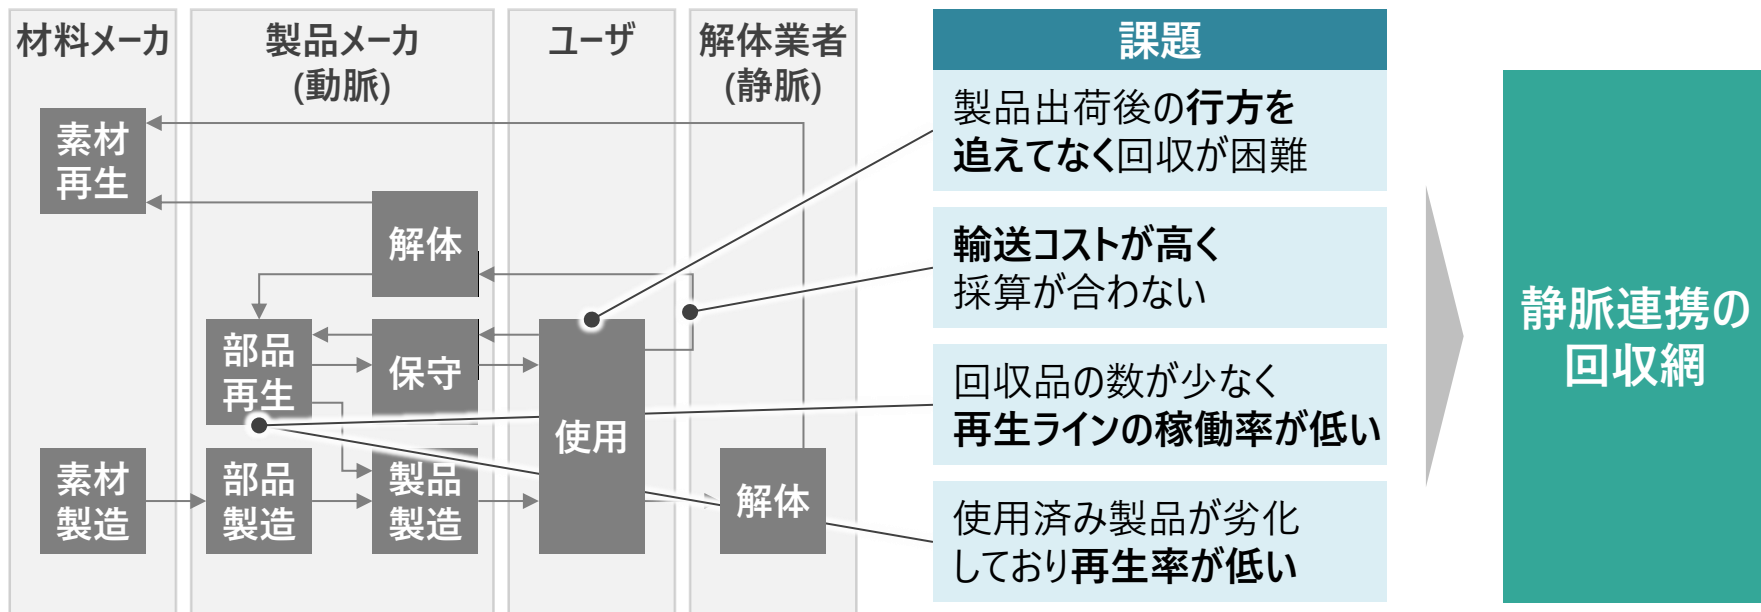 材料メーカ
製品メーカ
(動脈)
ユーザ
解体業者
(静脈)
素材
再生
解体
部品
再生
保守
使用
素材
製造
部品
製造
製品
製造
解体
課題
製品出荷後の行方を
追えてなく回収が困難
輸送コストが高く
採算が合わない
回収品の数が少なく
再生ラインの稼働率が低い
使用済み製品が劣化
しており再生率が低い
静脈連携の
回収網